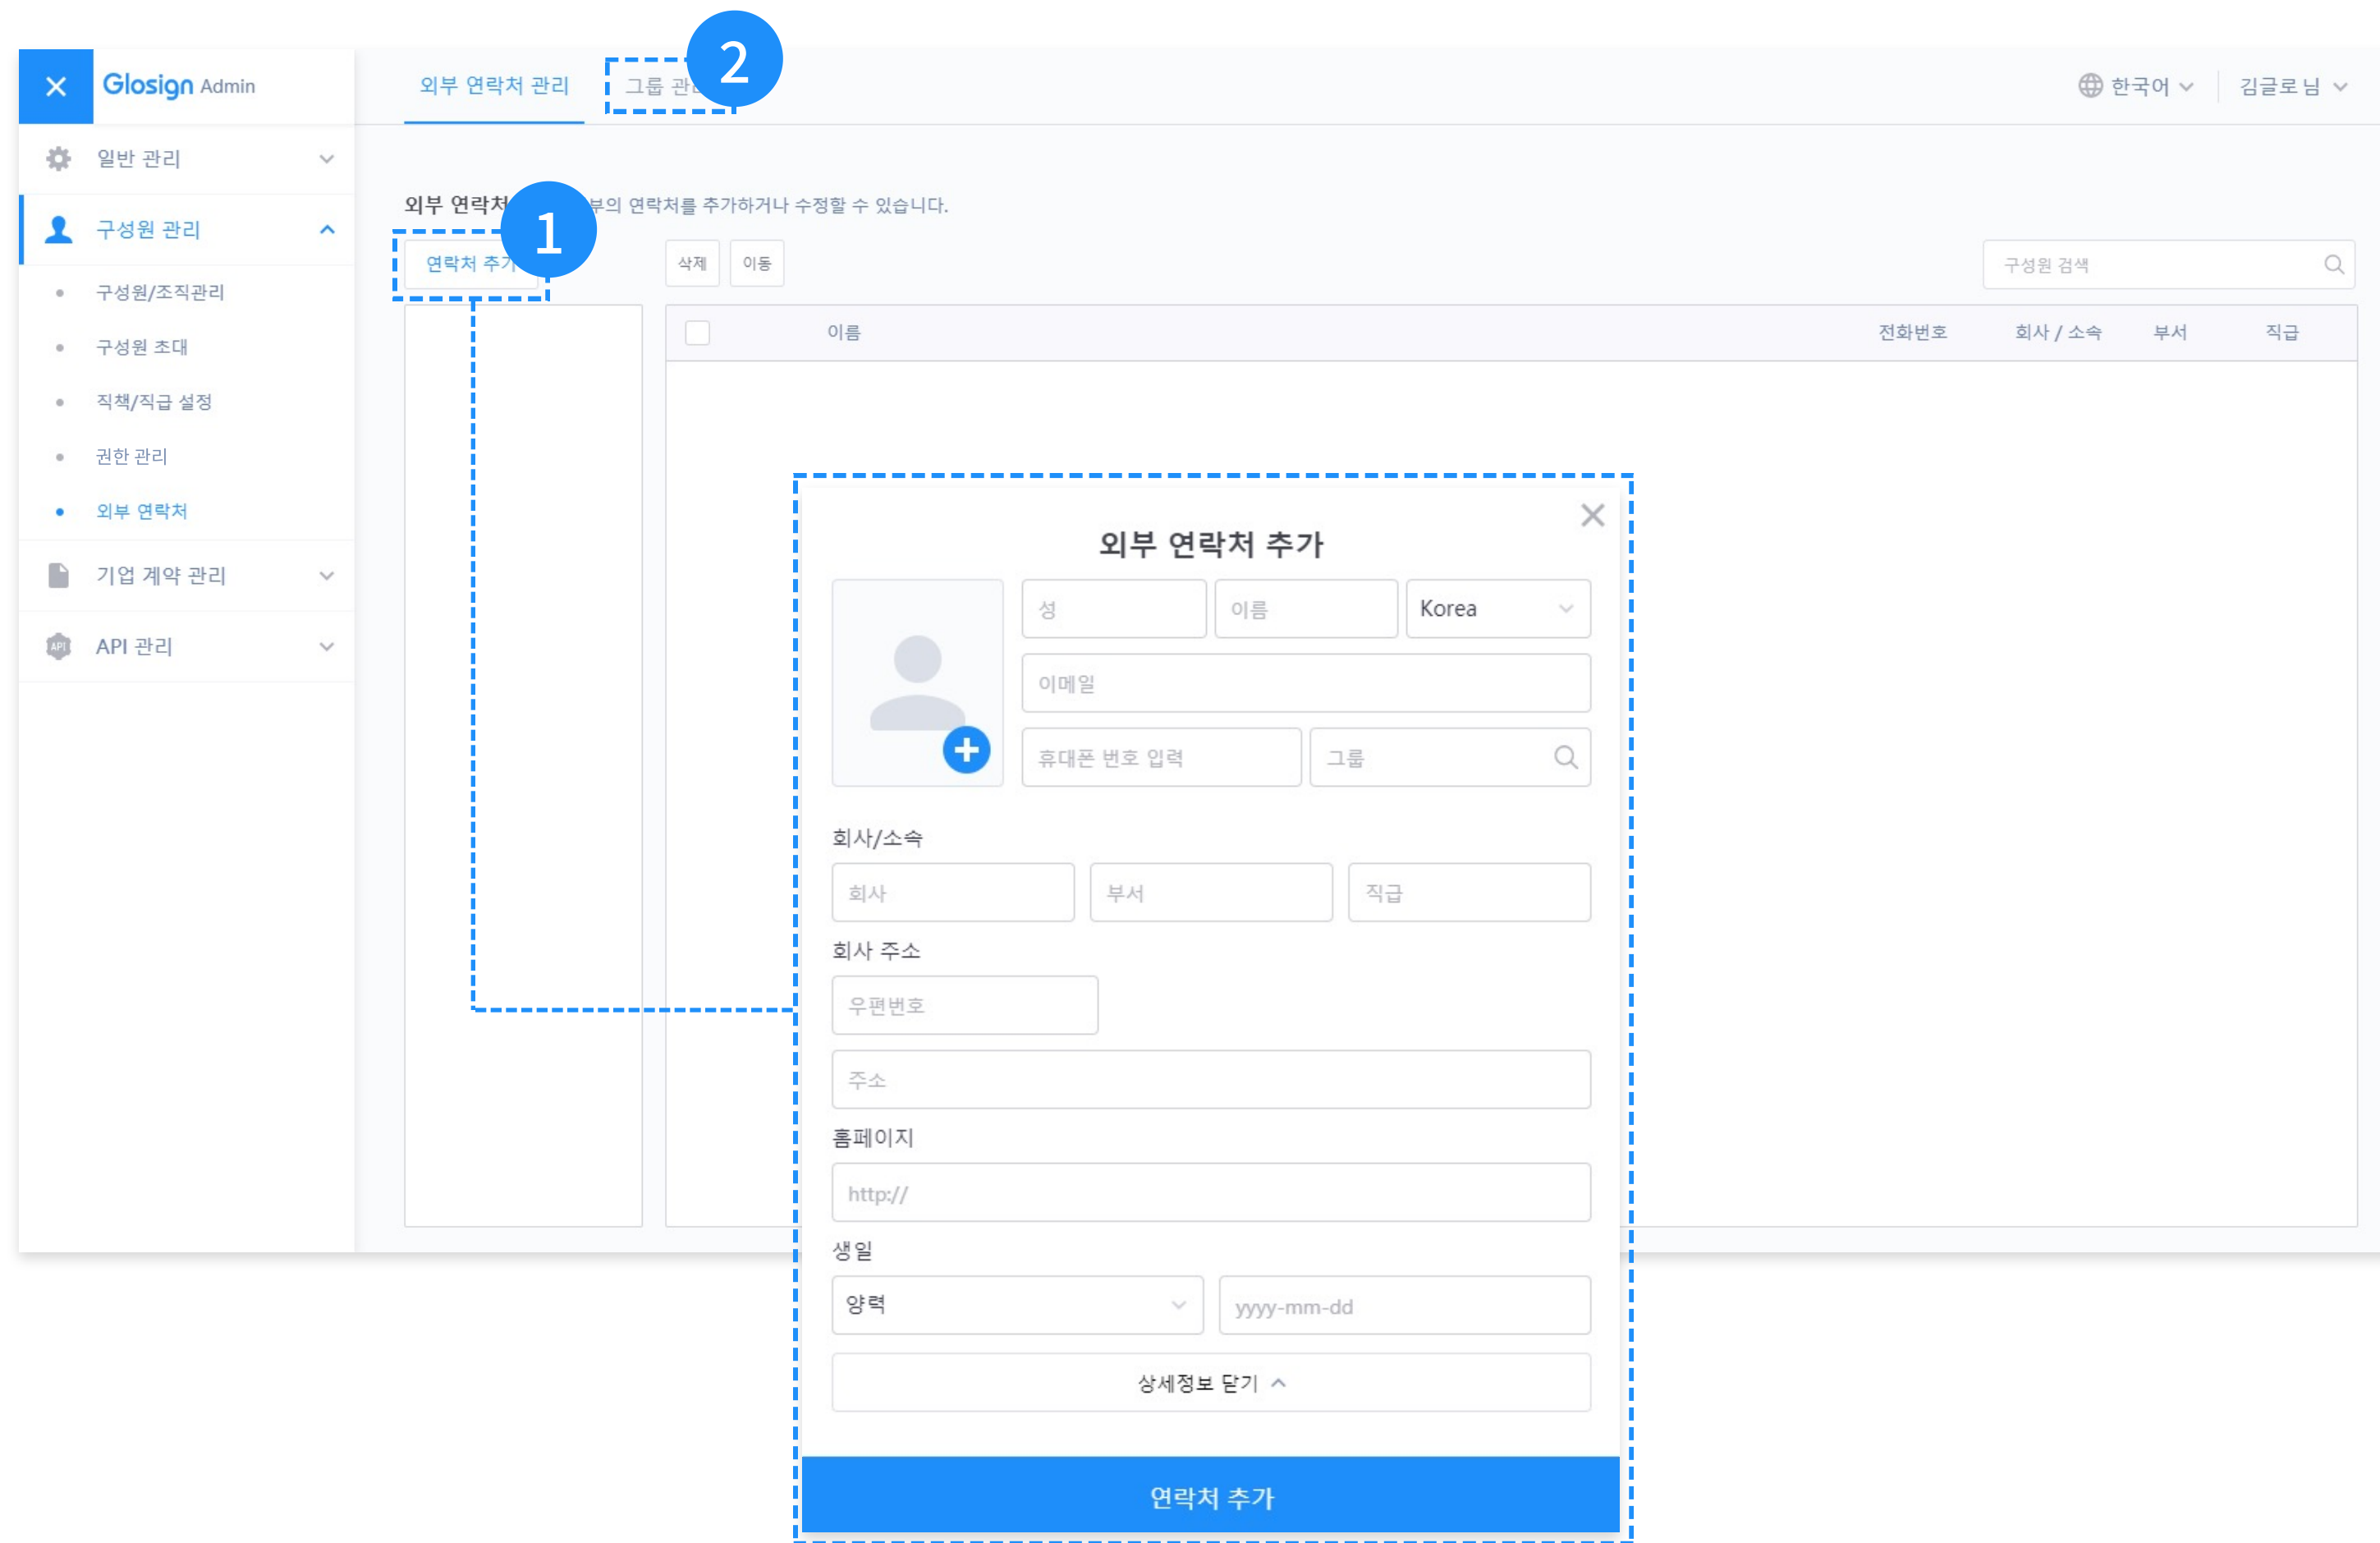 2
Glosign Admin
외부 연락처 관리
그룹
한국어
김글로 님
일반 관리
외부 연락처
연락처를 추가하거나 수정할 수 있습니다.
1
구성원 관리
연락처
삭제
이동
구성원 검색
구성원/조직관리
이름
전화번호
회사 / 소속
부서
직급
구성원 초대
직책/직급 설정
권한 관리
외부 연락처
기업 계약 관리
API
API 관리
외부 연락처 추가
성
이름
Korea
이메일
휴대폰 번호 입력
그룹
회사/소속
회사
부서
직급
회사 주소
우편번호
주소
홈페이지
http://
생일
양력
yyyy-mm-dd
상세정보 닫기
연락처 추가